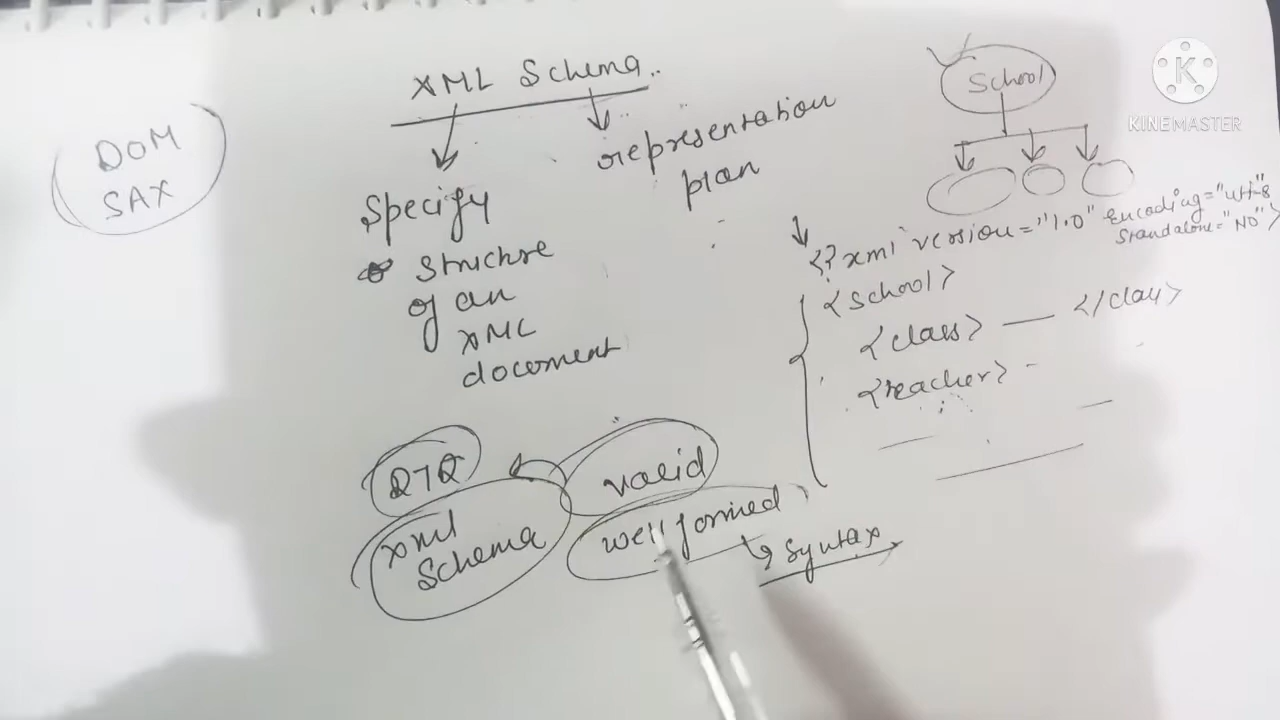 XML Schema..
DOM
SAX
Specify
Structure
of an
XML
document
representation
plan
School
KINEMASTER
<?xml version="1.0" Encoding="utf-8
Standalone="NO">
<School>
<class> — </clay>
<teacher> -
DTD
xml
Schema
valid
well formed
Syntax